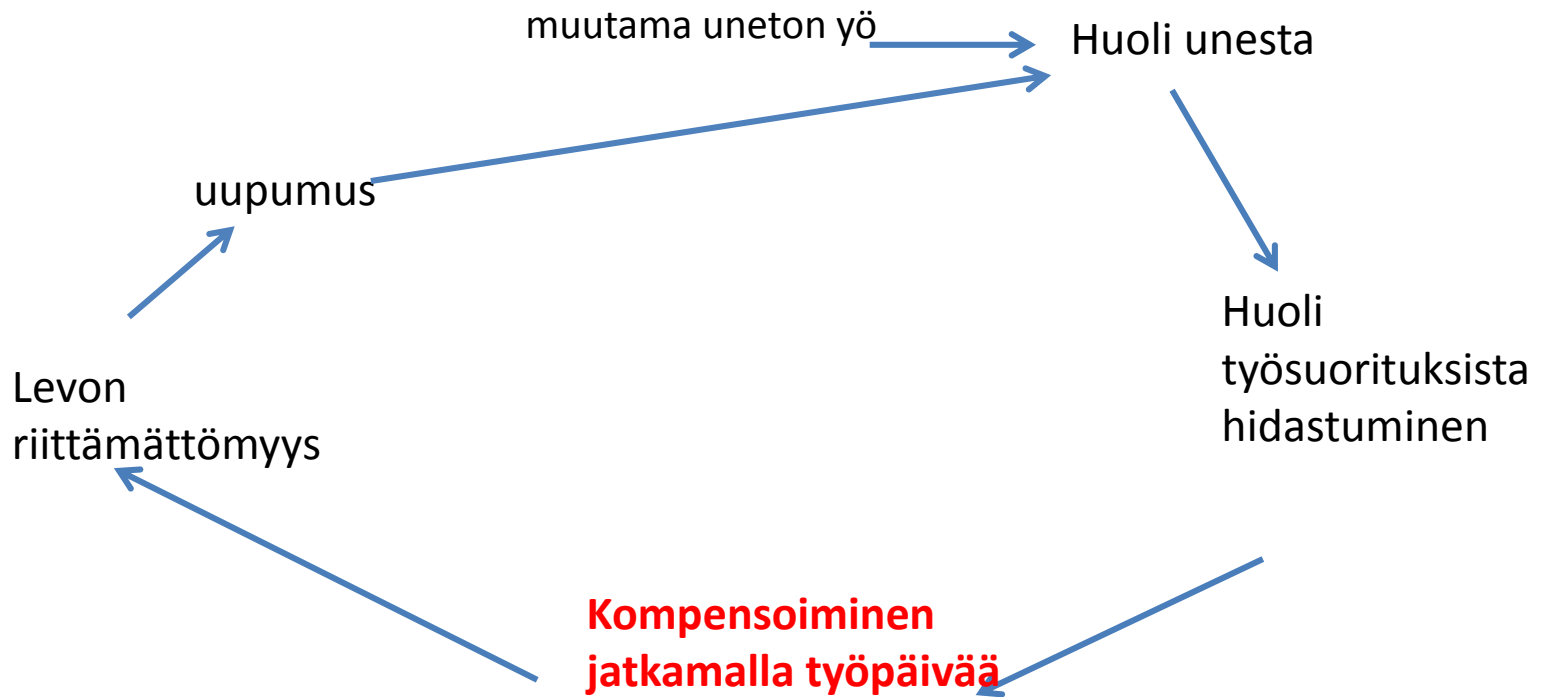 muutama uneton yö
Huoli unesta
uupumus
Huoli
työsuorituksista
hidastuminen
Levon
riittämättömyys
Kompensoiminen
jatkamalla työpäivää